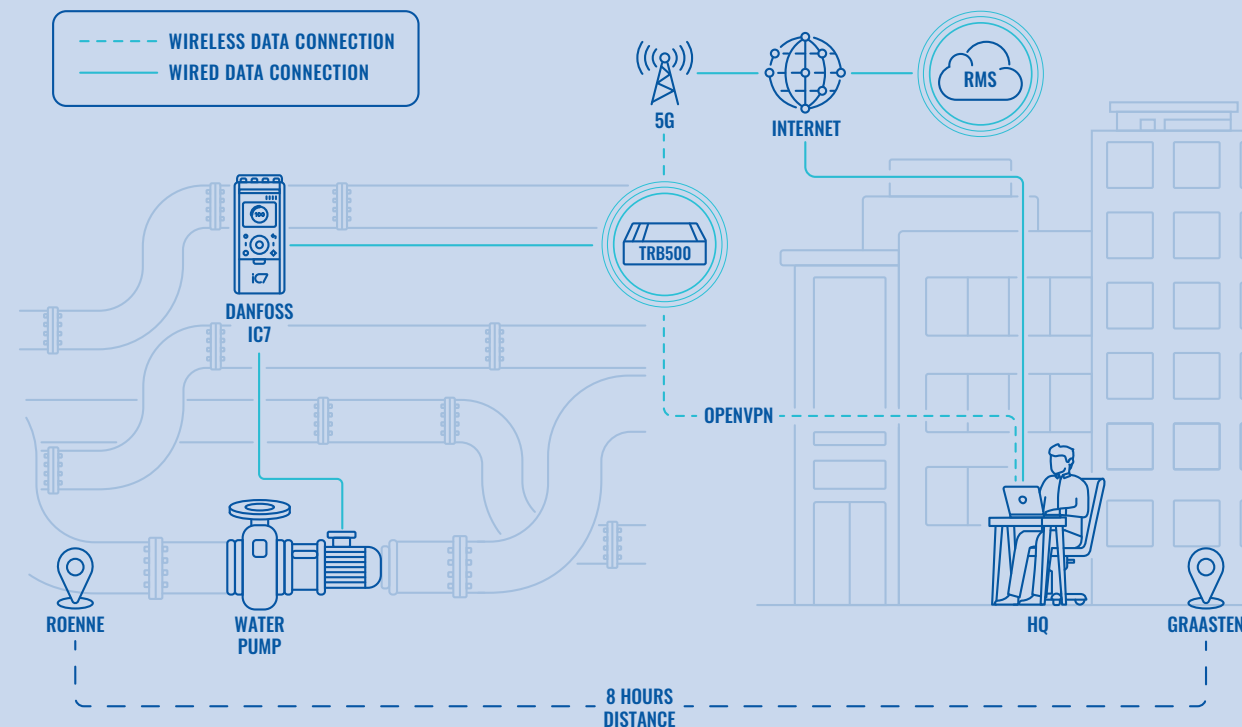 WIRELESS DATA CONNECTION
WIRED DATA CONNECTION
RMS
5G
INTERNET
100
TRB500
iC7
DANFOSS
IC7
OPENVPN
ROENNE
WATER
PUMP
HQ
GRAASTEN
8 HOURS
DISTANCE